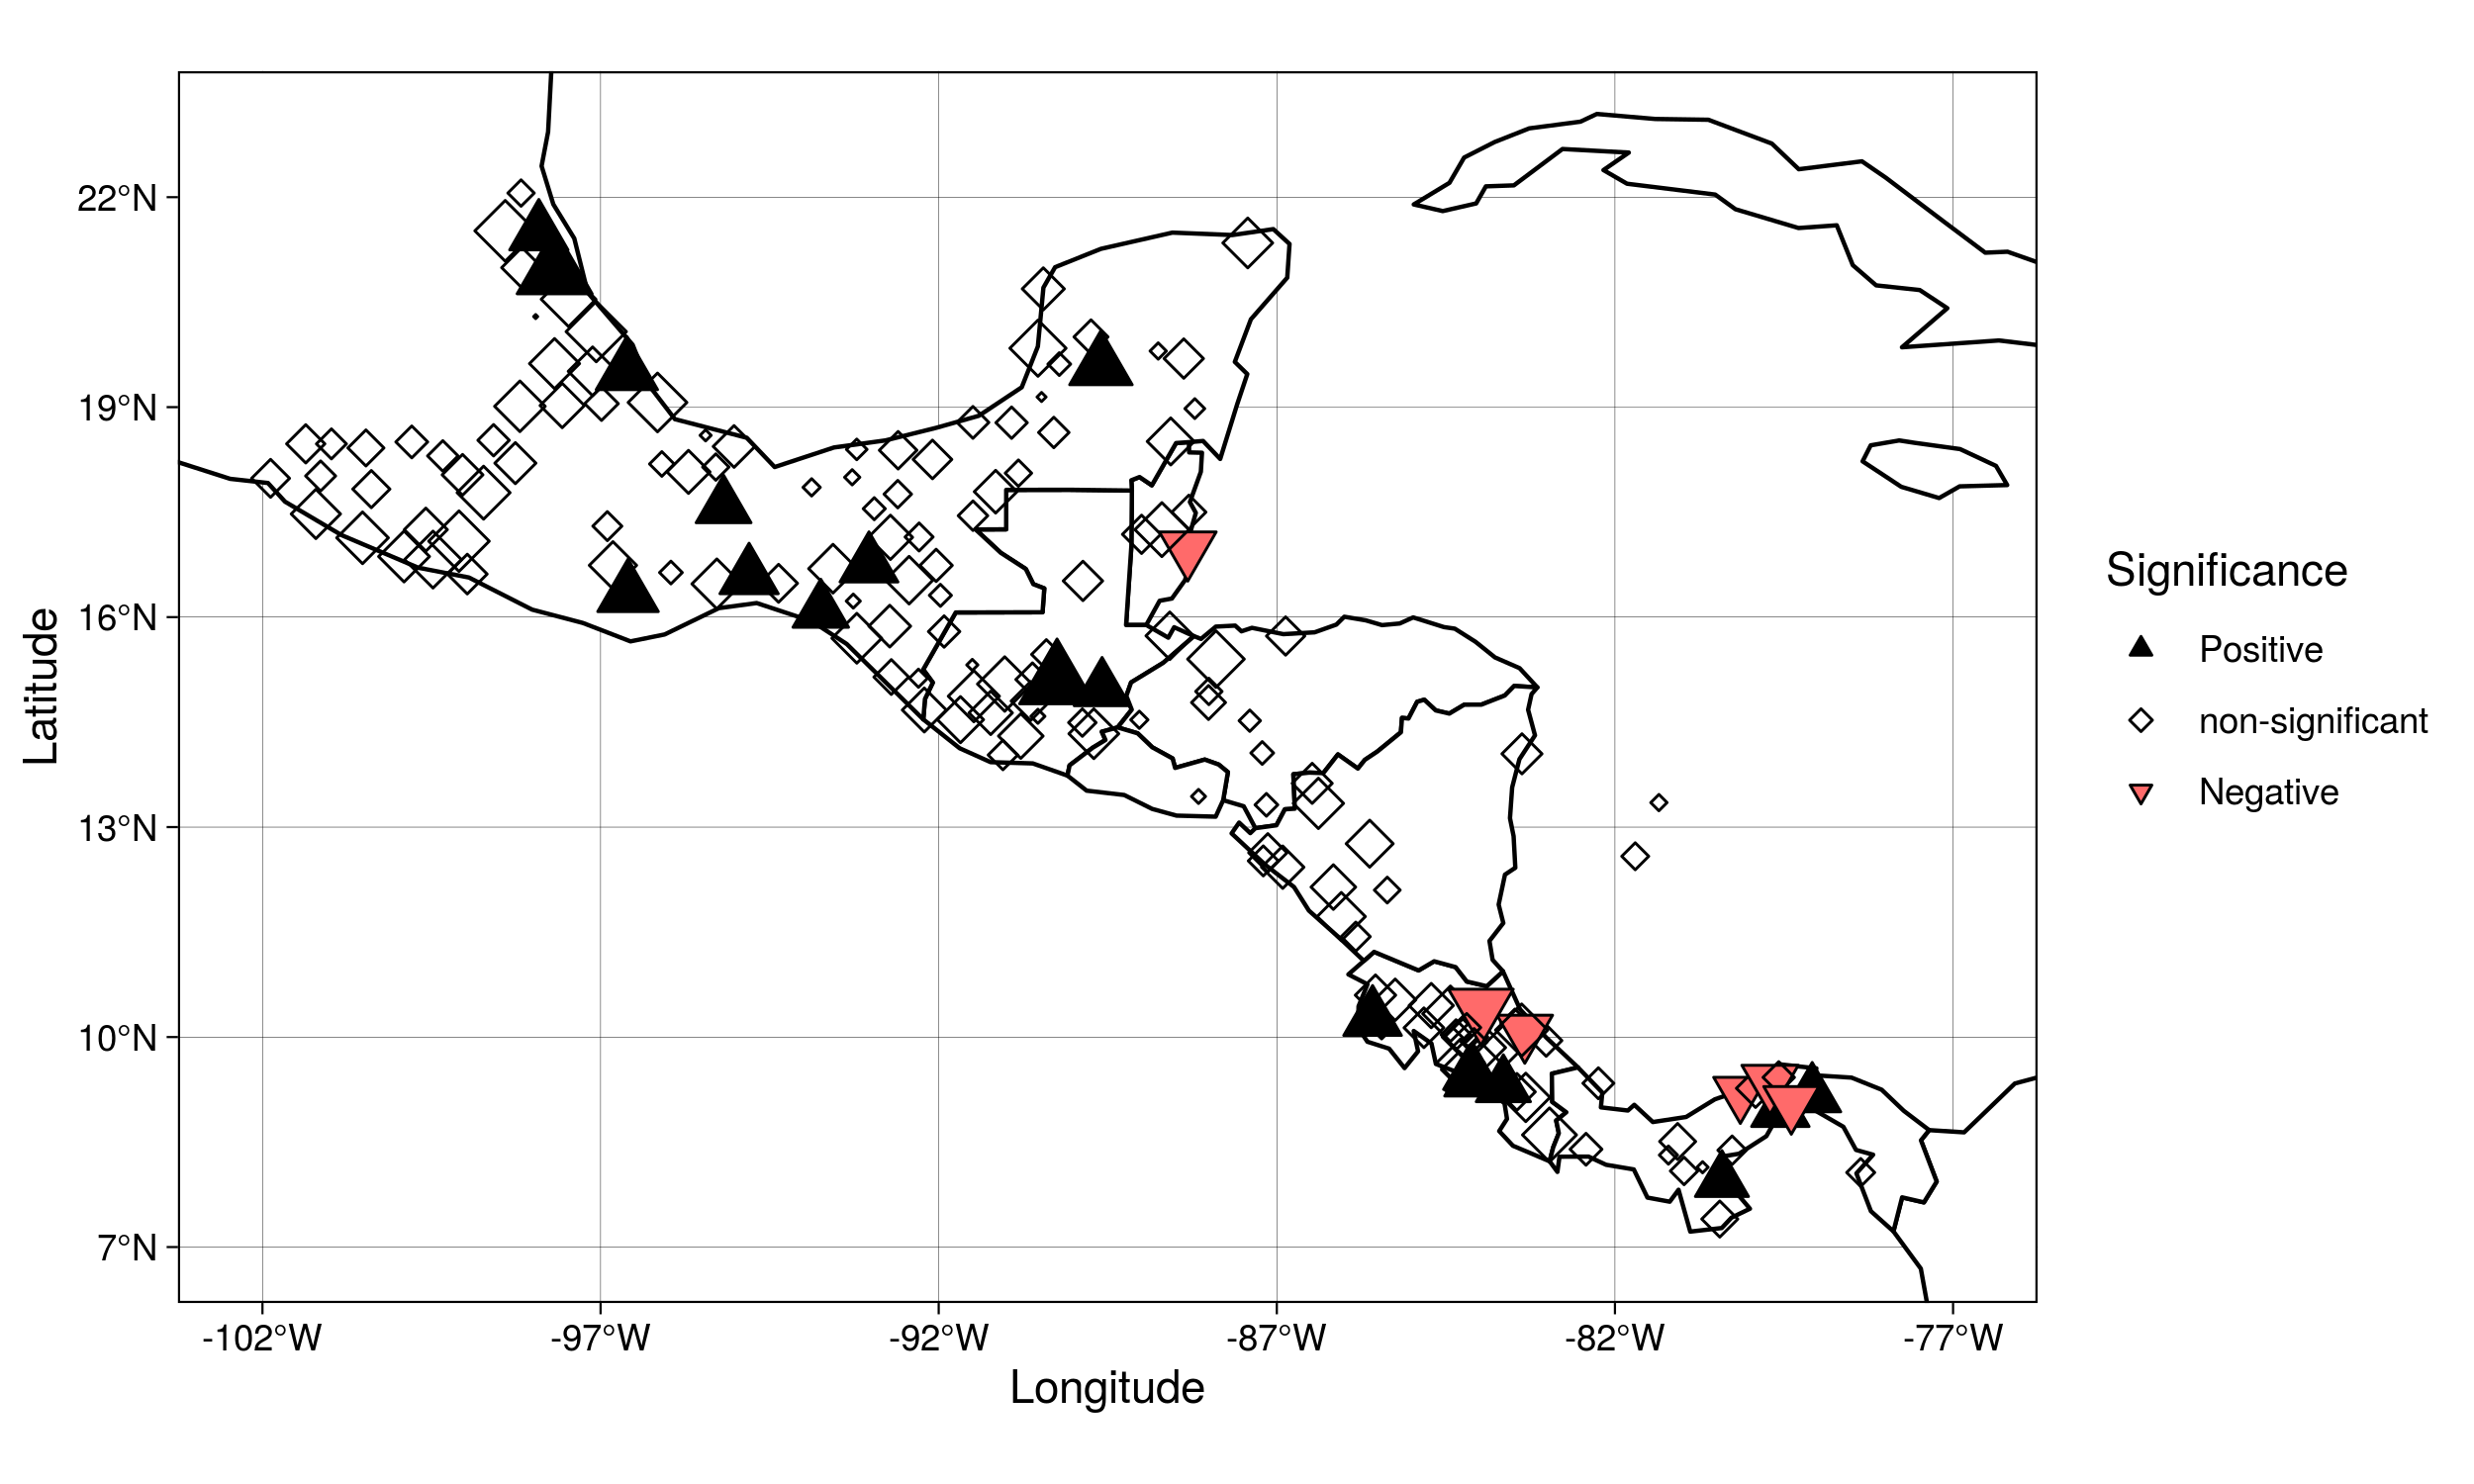 22°N
19°N
16°N
13°N
10°N
7°N
Latitude
-102°W
-97°W
-92°W
-87°W
-82°W
-77°W
Longitude
Significance
Positive
non-significant
Negative